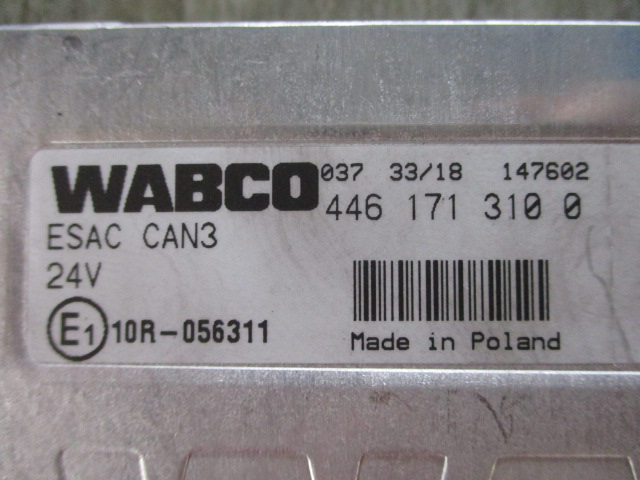 WABCO 037 33/18 147602
446 171 310 0
ESAC CAN3
24V
E1 10R-056311
Made in Poland